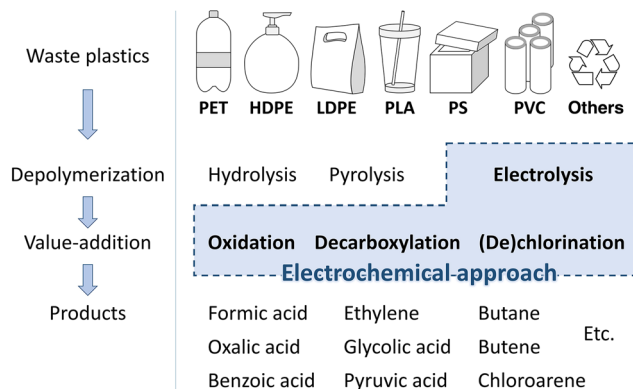 Waste plastics
PET HDPE LDPE PLA PS PVC Others
Depolymerization Hydrolysis Pyrolysis Electrolysis
Value-addition Oxidation Decarboxylation (De)chlorination
Electrochemical approach
Products Formic acid Ethylene Butane
Etc.
Oxalic acid Glycolic acid Butene
Benzoic acid Pyruvic acid Chloroarene